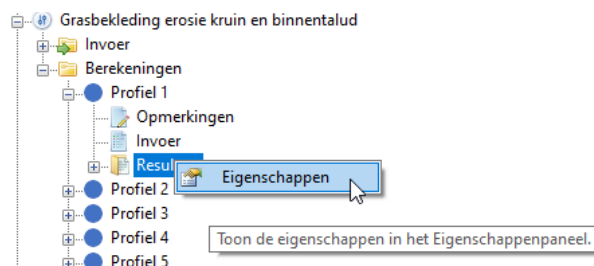 Grasbekleding erosie kruin en binnentalud
Invoer
Berekeningen
Profiel 1
Opmerkingen
Invoer
Eigenschappen
Profiel 2
Profiel 3
Profiel 4
Toon de eigenschappen in het Eigenschappenpaneel.
Profiel 5